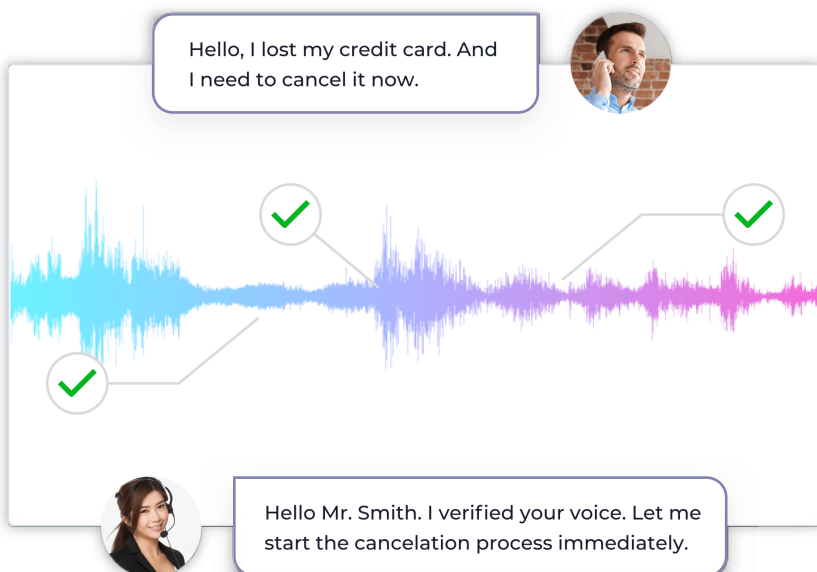 Hello, I lost my credit card. And
I need to cancel it now.
Hello Mr. Smith. I verified your voice. Let me
start the cancelation process immediately.